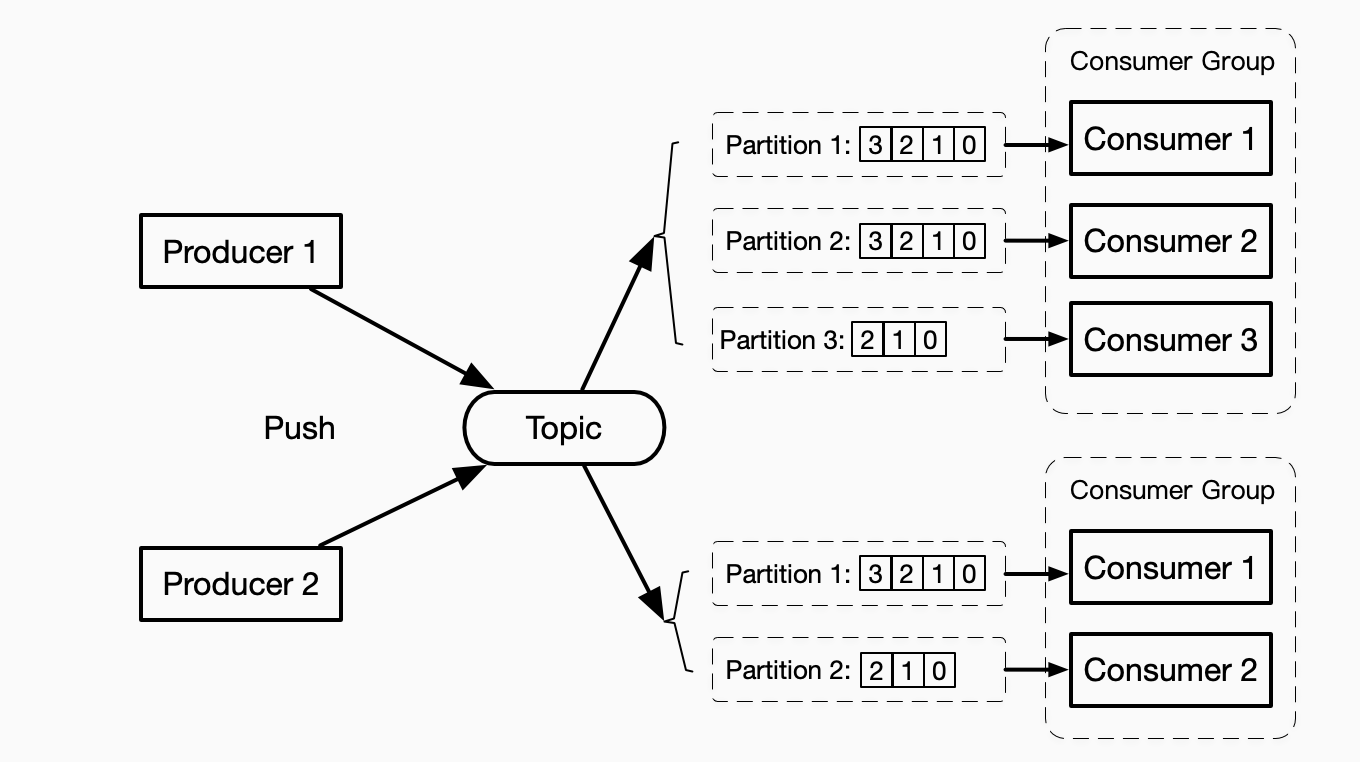 Producer 1
Push
Producer 2
Topic
Partition 1: 3 2 1 0
Partition 2: 3 2 1 0
Partition 3: 2 1 0
Consumer Group
Consumer 1
Consumer 2
Consumer 3
Partition 1: 3 2 1 0
Partition 2: 2 1 0
Consumer Group
Consumer 1
Consumer 2